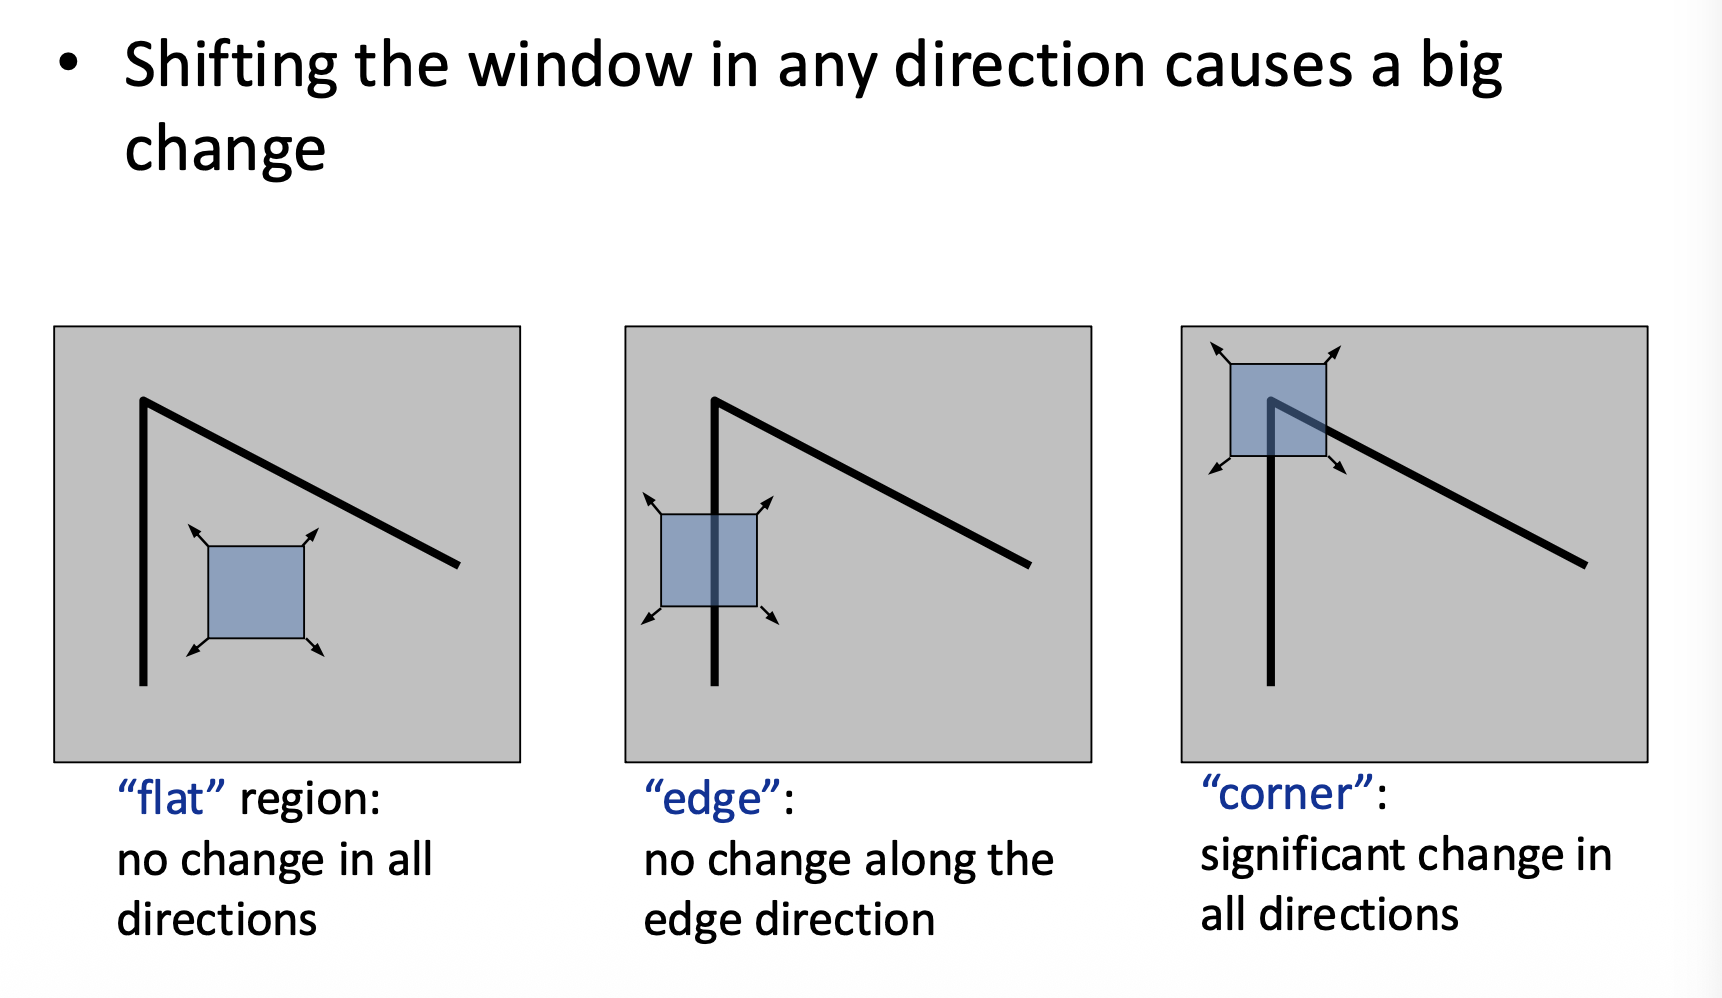 • Shifting the window in any direction causes a big
change
“flat” region:
no change in all
directions
“edge”:
no change along the
edge direction
“corner”:
significant change in
all directions